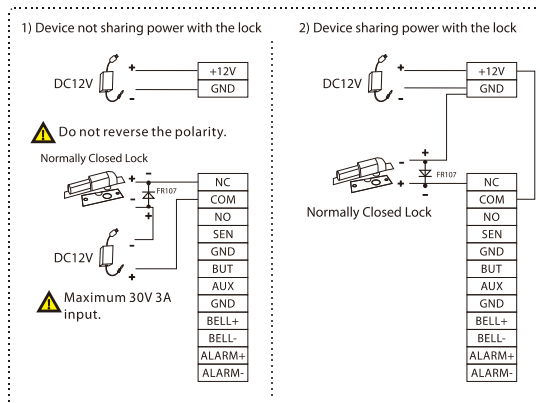 1) Device not sharing power with the lock
DC12V
+
-
+12V
GND
Do not reverse the polarity.
Normally Closed Lock
+
-
-
+
FR107
DC12V
-
+
Maximum 30V 3A
input.
NC
COM
NO
SEN
GND
BUT
AUX
GND
BELL+
BELL-
ALARM+
ALARM-
2) Device sharing power with the lock
DC12V
+
-
+12V
GND
-
+
+
-
FR107
Normally Closed Lock
NC
COM
NO
SEN
GND
BUT
AUX
GND
BELL+
BELL-
ALARM+
ALARM-